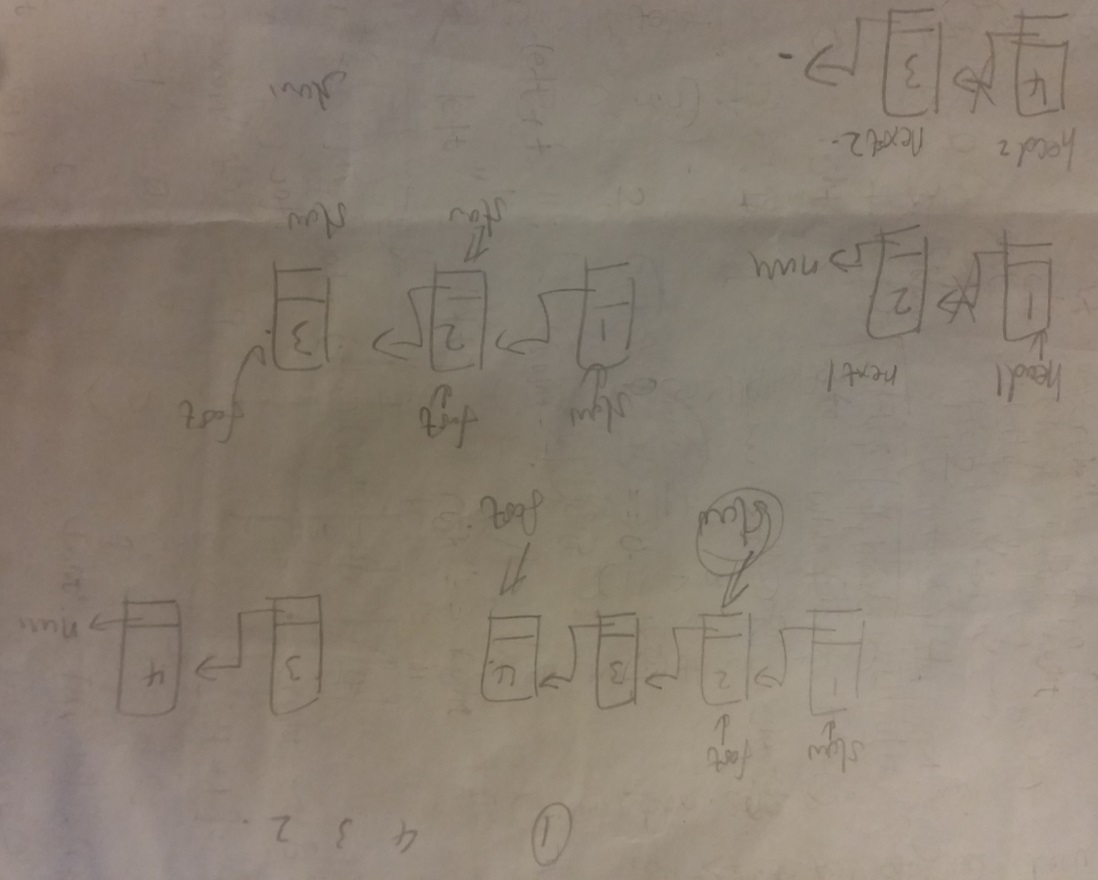 ① 4 3 2 .
slow fast
1 2 3 4 3 4
null
slow fast
head1 next1 slow fast fast
1 2 null 1 2 3
slow slow
head2 next2
4 3 slow